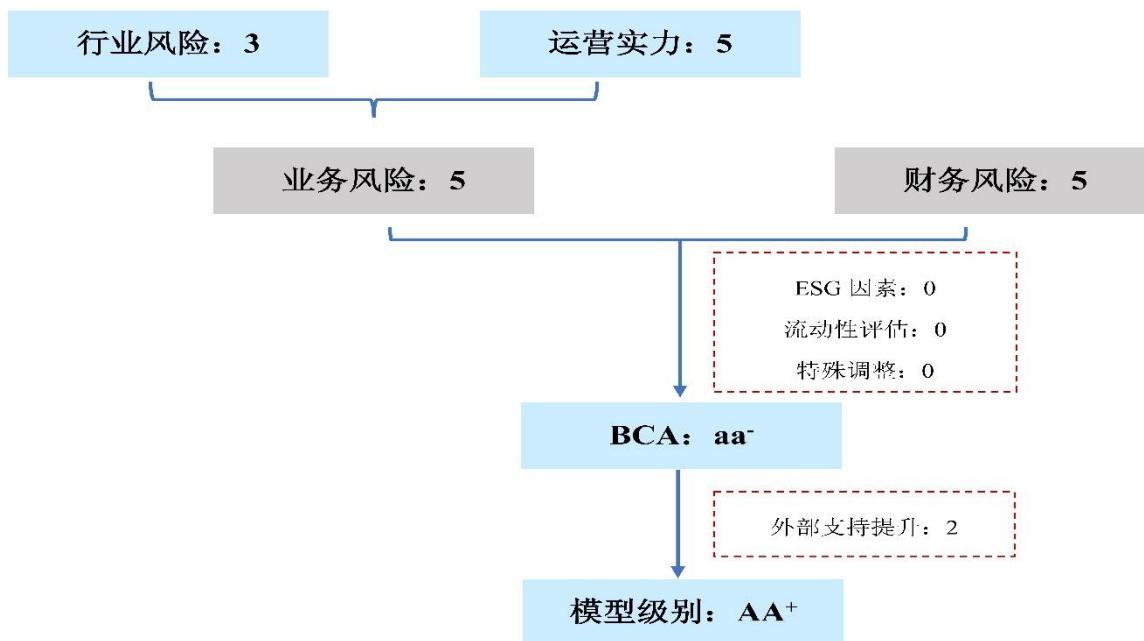 行业风险：3
运营实力：5
业务风险：5
财务风险：5
ESG 因素：0
流动性评估：0
特殊调整：0
BCA：aa⁻
外部支持提升：2
模型级别：AA⁺